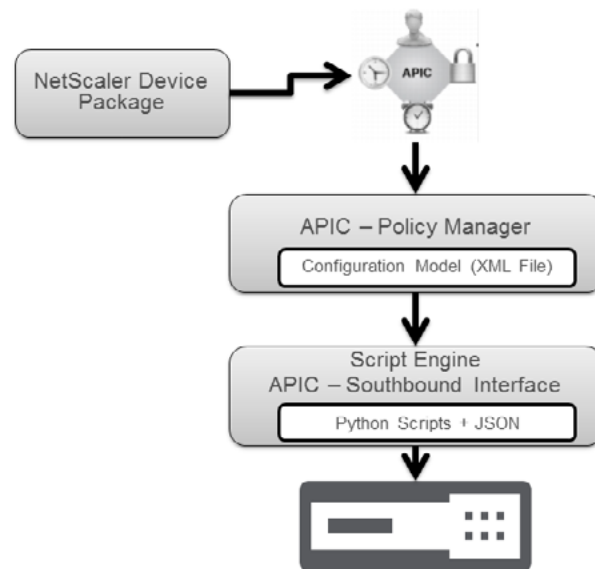 NetScaler Device
Package
APIC
APIC – Policy Manager
Configuration Model (XML File)
Script Engine
APIC – Southbound Interface
Python Scripts + JSON